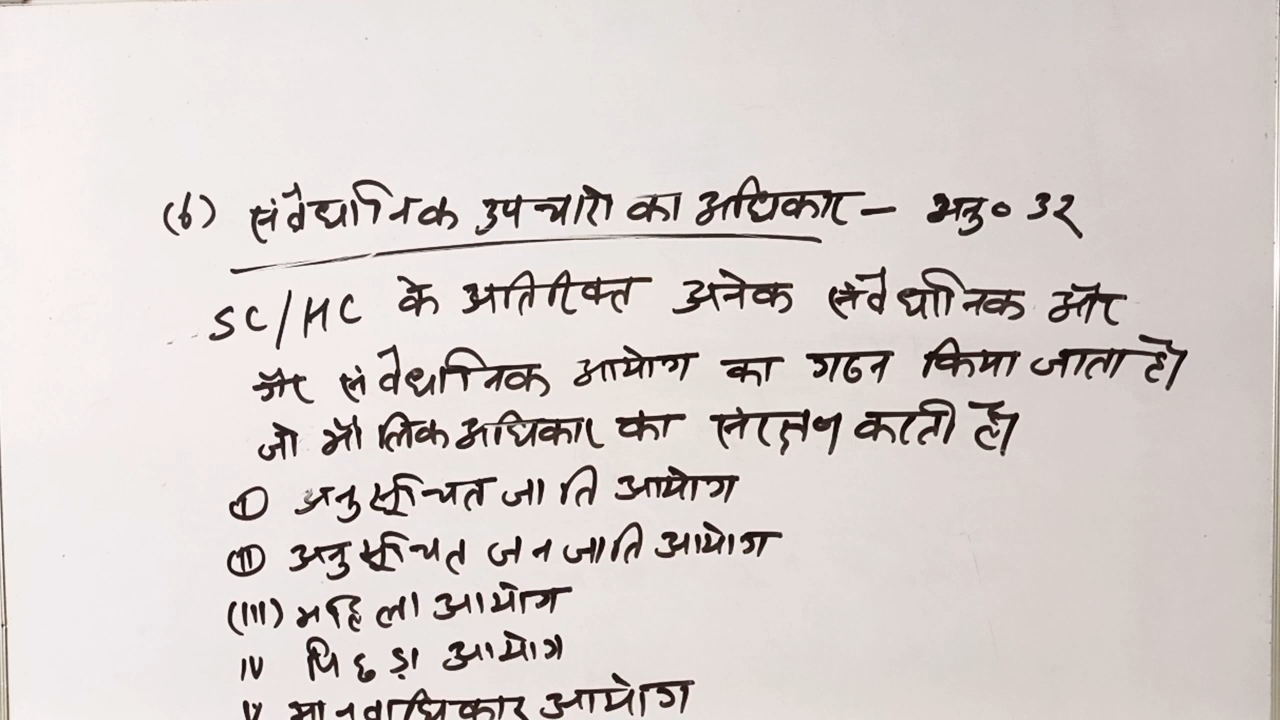 (6) संवैधानिक उपचारो का अधिकार – अनु० 32
SC/HC के अतिरिक्त अनेक संवैधानिक और
गैर संवैधानिक आयोग का गठन किया जाता है।
जो मौलिक अधिकार का संरक्षण करती है।
(I) अनुसूचित जाति आयोग
(II) अनुसूचित जनजाति आयोग
(III) महिला आयोग
IV पिछड़ा आयोग
V मानवाधिकार आयोग